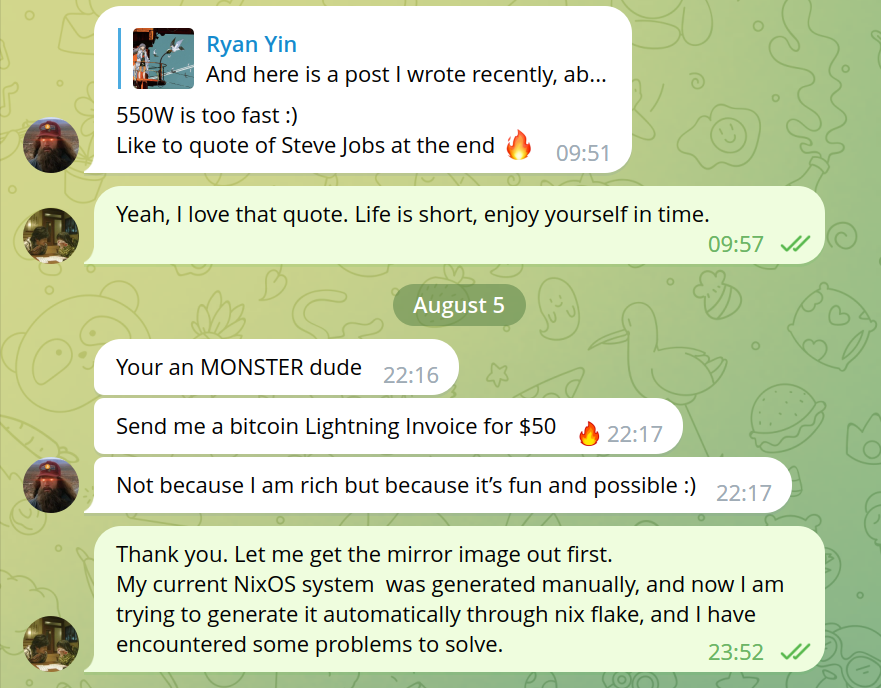 Ryan Yin
And here is a post I wrote recently, ab...
550W is too fast :)
Like to quote of Steve Jobs at the end 🔥 09:51
Yeah, I love that quote. Life is short, enjoy yourself in time.
09:57
August 5
Your an MONSTER dude 22:16
Send me a bitcoin Lightning Invoice for $50 🔥 22:17
Not because I am rich but because it’s fun and possible :) 22:17
Thank you. Let me get the mirror image out first.
My current NixOS system  was generated manually, and now I am
trying to generate it automatically through nix flake, and I have
encountered some problems to solve. 23:52